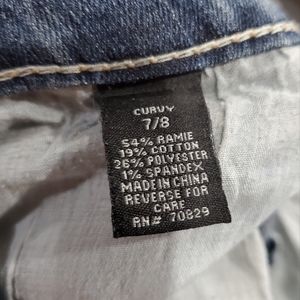 CURVY
7/8
54% RAMIE
19% COTTON
26% POLYESTER
1% SPANDEX
MADE IN CHINA
REVERSE FOR
CARE
RN# 70829